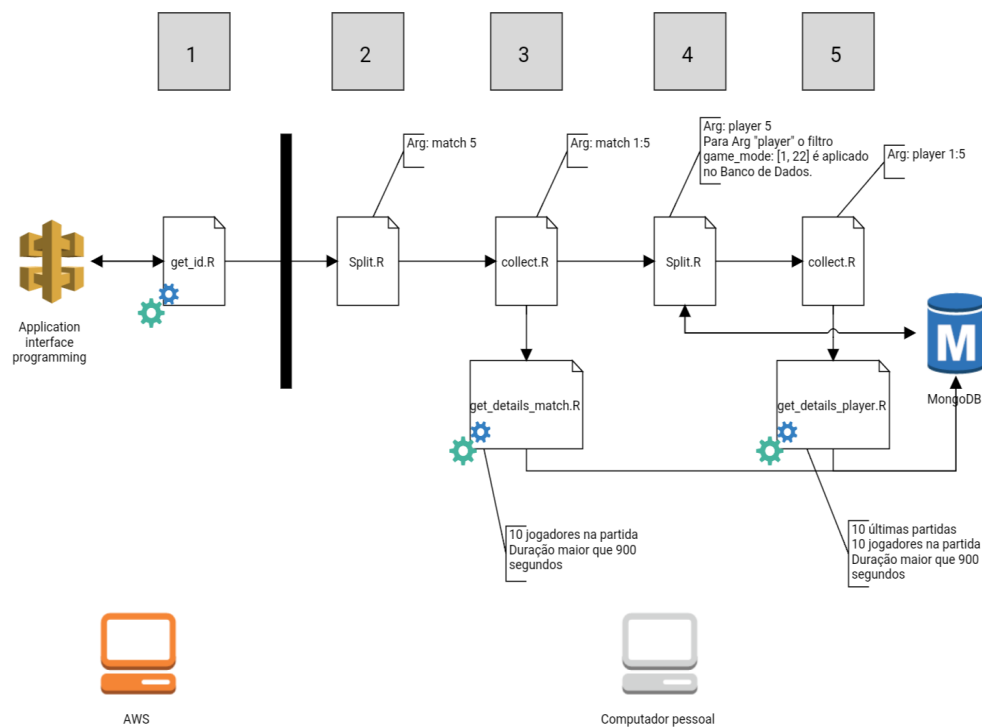 1
2
3
4
5
Arg: match 5
Arg: match 1:5
Arg: player 5
Para Arg "player" o filtro
game_mode: [1, 22] é aplicado
no Banco de Dados.
Arg: player 1:5
get_id.R
Split.R
collect.R
Split.R
collect.R
Application
interface
programming
M
MongoDB
get_details_match.R
get_details_player.R
10 jogadores na partida
Duração maior que 900
segundos
10 últimas partidas
10 jogadores na partida
Duração maior que 900
segundos
AWS
Computador pessoal